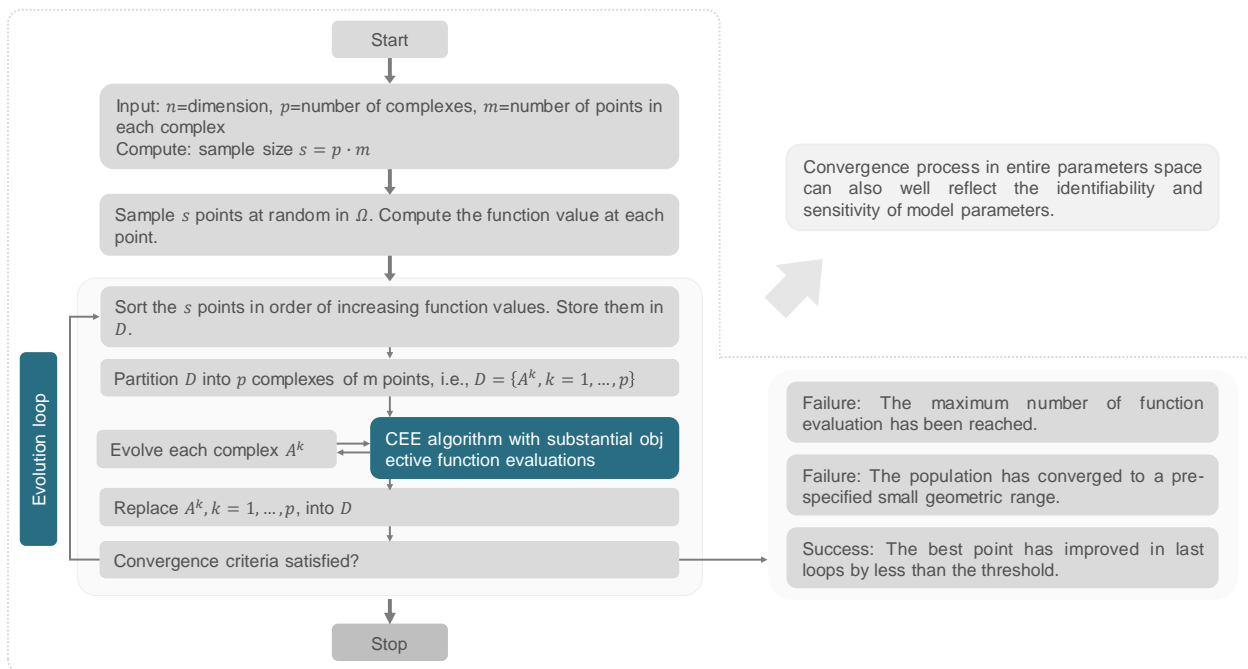 Start
Input: n=dimension, p=number of complexes, m=number of points in
each complex
Compute: sample size s = p · m
Sample s points at random in Ω. Compute the function value at each
point.
Sort the s points in order of increasing function values. Store them in
D.
Partition D into p complexes of m points, i.e., D = {A^k, k = 1, …, p}
Evolve each complex A^k
CEE algorithm with substantial obj
ective function evaluations
Replace A^k, k = 1, …, p, into D
Convergence criteria satisfied?
Stop
Evolution loop
Convergence process in entire parameters space
can also well reflect the identifiability and
sensitivity of model parameters.
Failure: The maximum number of function
evaluation has been reached.
Failure: The population has converged to a pre-
specified small geometric range.
Success: The best point has improved in last
loops by less than the threshold.